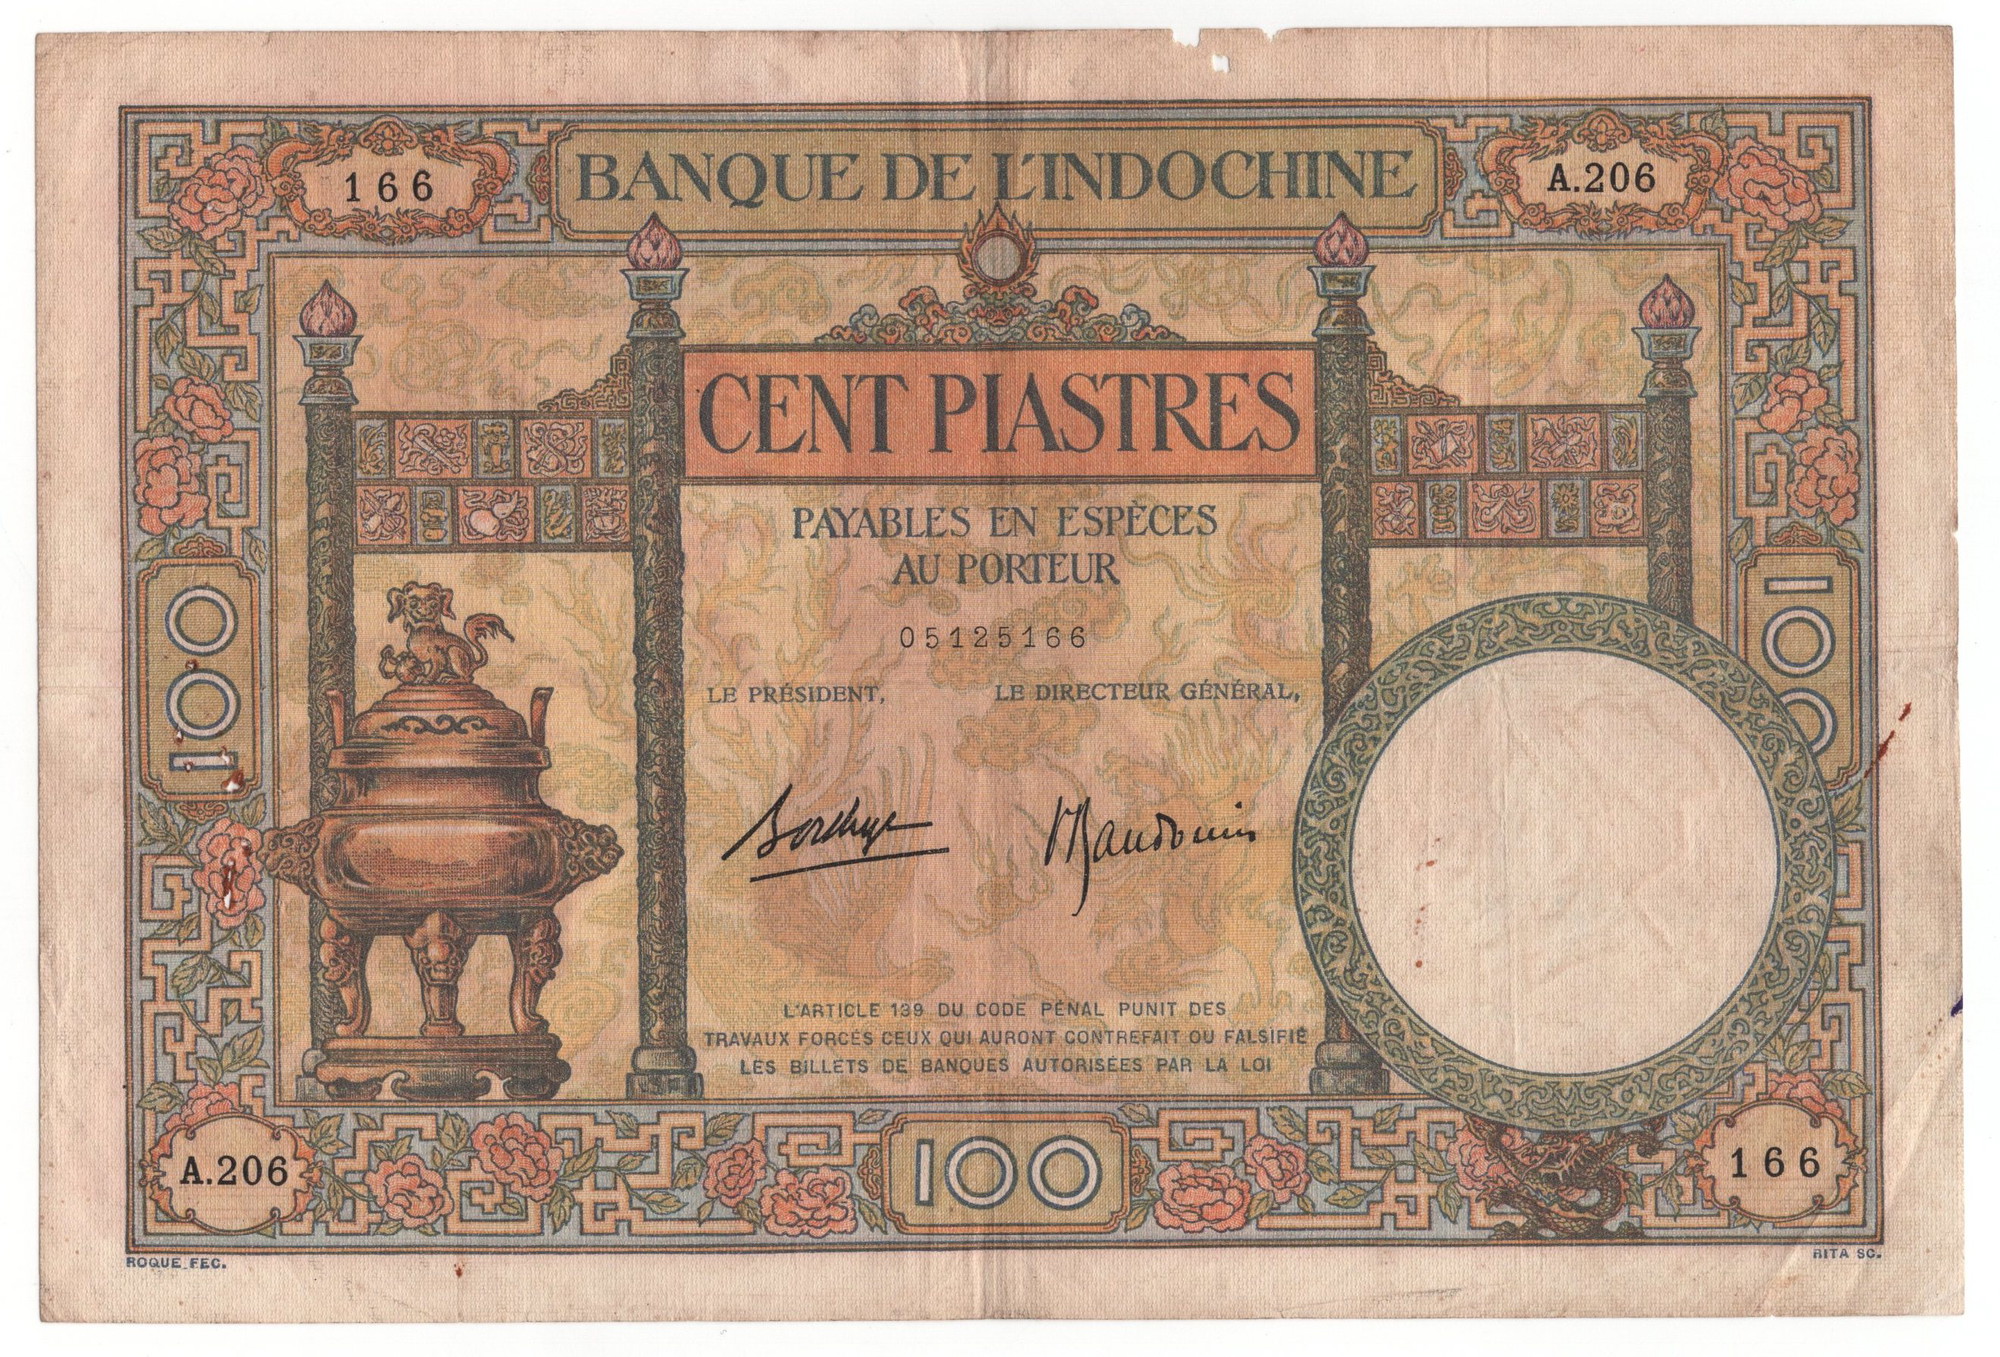 166
BANQUE DE L'INDOCHINE
A.206
CENT PIASTRES
PAYABLES EN ESPÈCES
AU PORTEUR
05125166
LE PRÉSIDENT,
LE DIRECTEUR GÉNÉRAL,
100
100
L'ARTICLE 139 DU CODE PÉNAL PUNIT DES
TRAVAUX FORCÉS CEUX QUI AURONT CONTREFAIT OU FALSIFIÉ
LES BILLETS DE BANQUES AUTORISÉES PAR LA LOI
A.206
100
166
ROQUE FEC.
RITA SC.